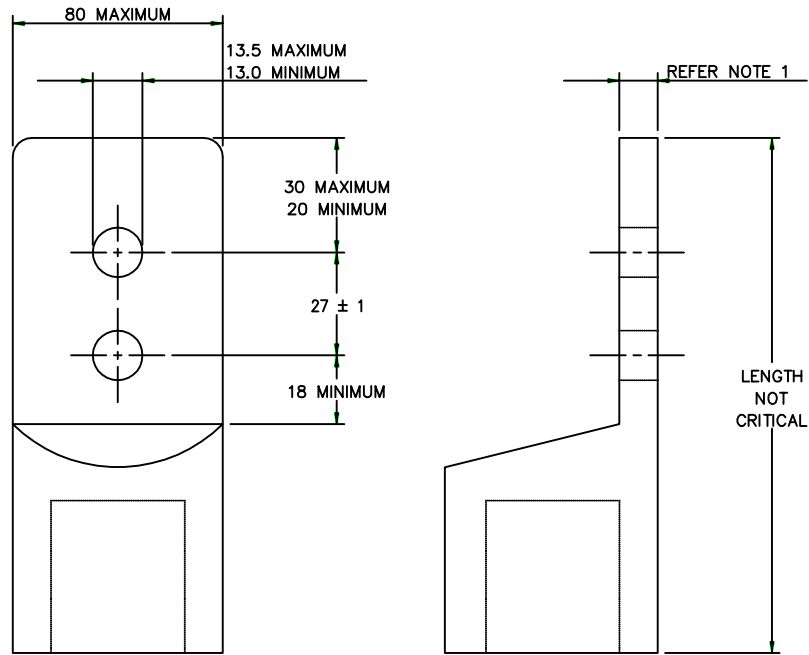 80 MAXIMUM
13.5 MAXIMUM
13.0 MINIMUM
REFER NOTE 1
30 MAXIMUM
20 MINIMUM
27 ± 1
18 MINIMUM
LENGTH
NOT
CRITICAL